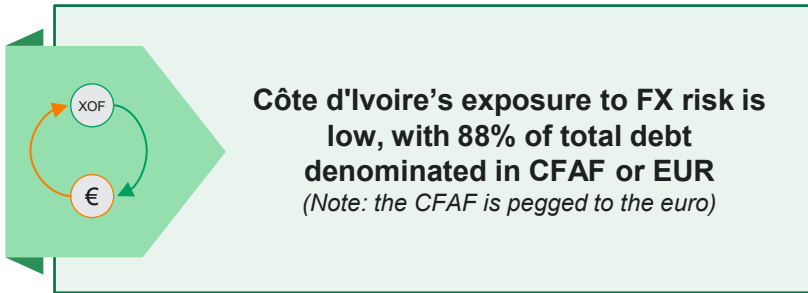 XOF
€
Côte d'Ivoire’s exposure to FX risk is
low, with 88% of total debt
denominated in CFAF or EUR
(Note: the CFAF is pegged to the euro)